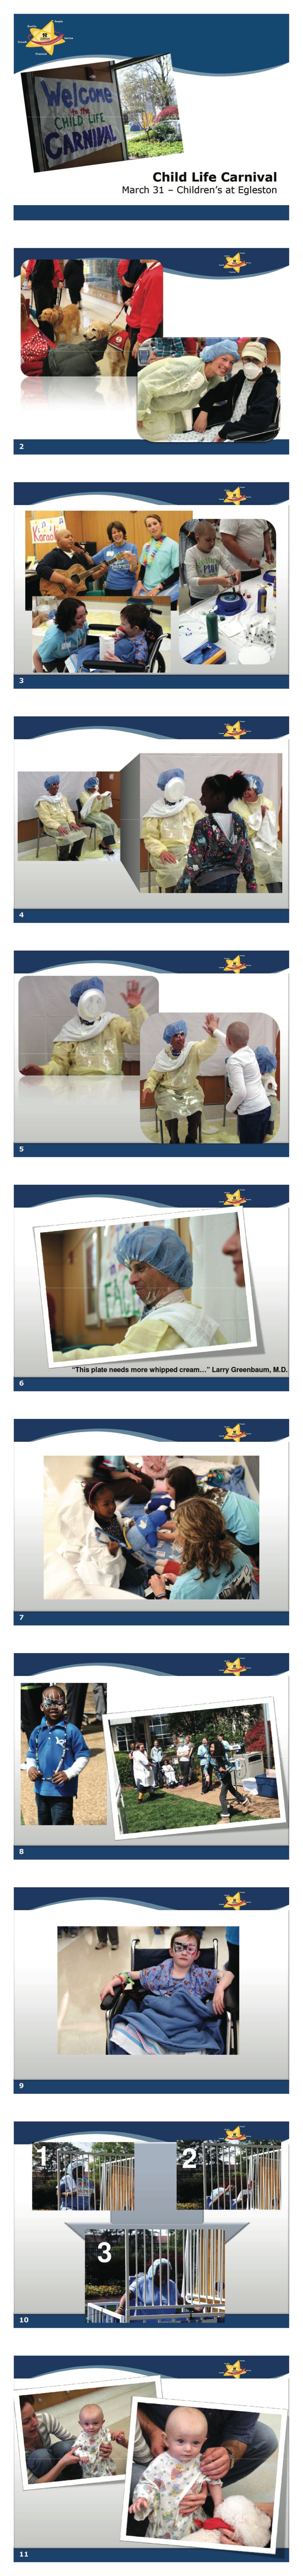 Welcome
to the
CHILD LIFE
CARNIVAL
Child Life Carnival
March 31 – Children's at Egleston
2
3
Karaoke
4
5
"This plate needs more whipped cream…" Larry Greenbaum, M.D.
6
7
8
9
1
2
3
10
11